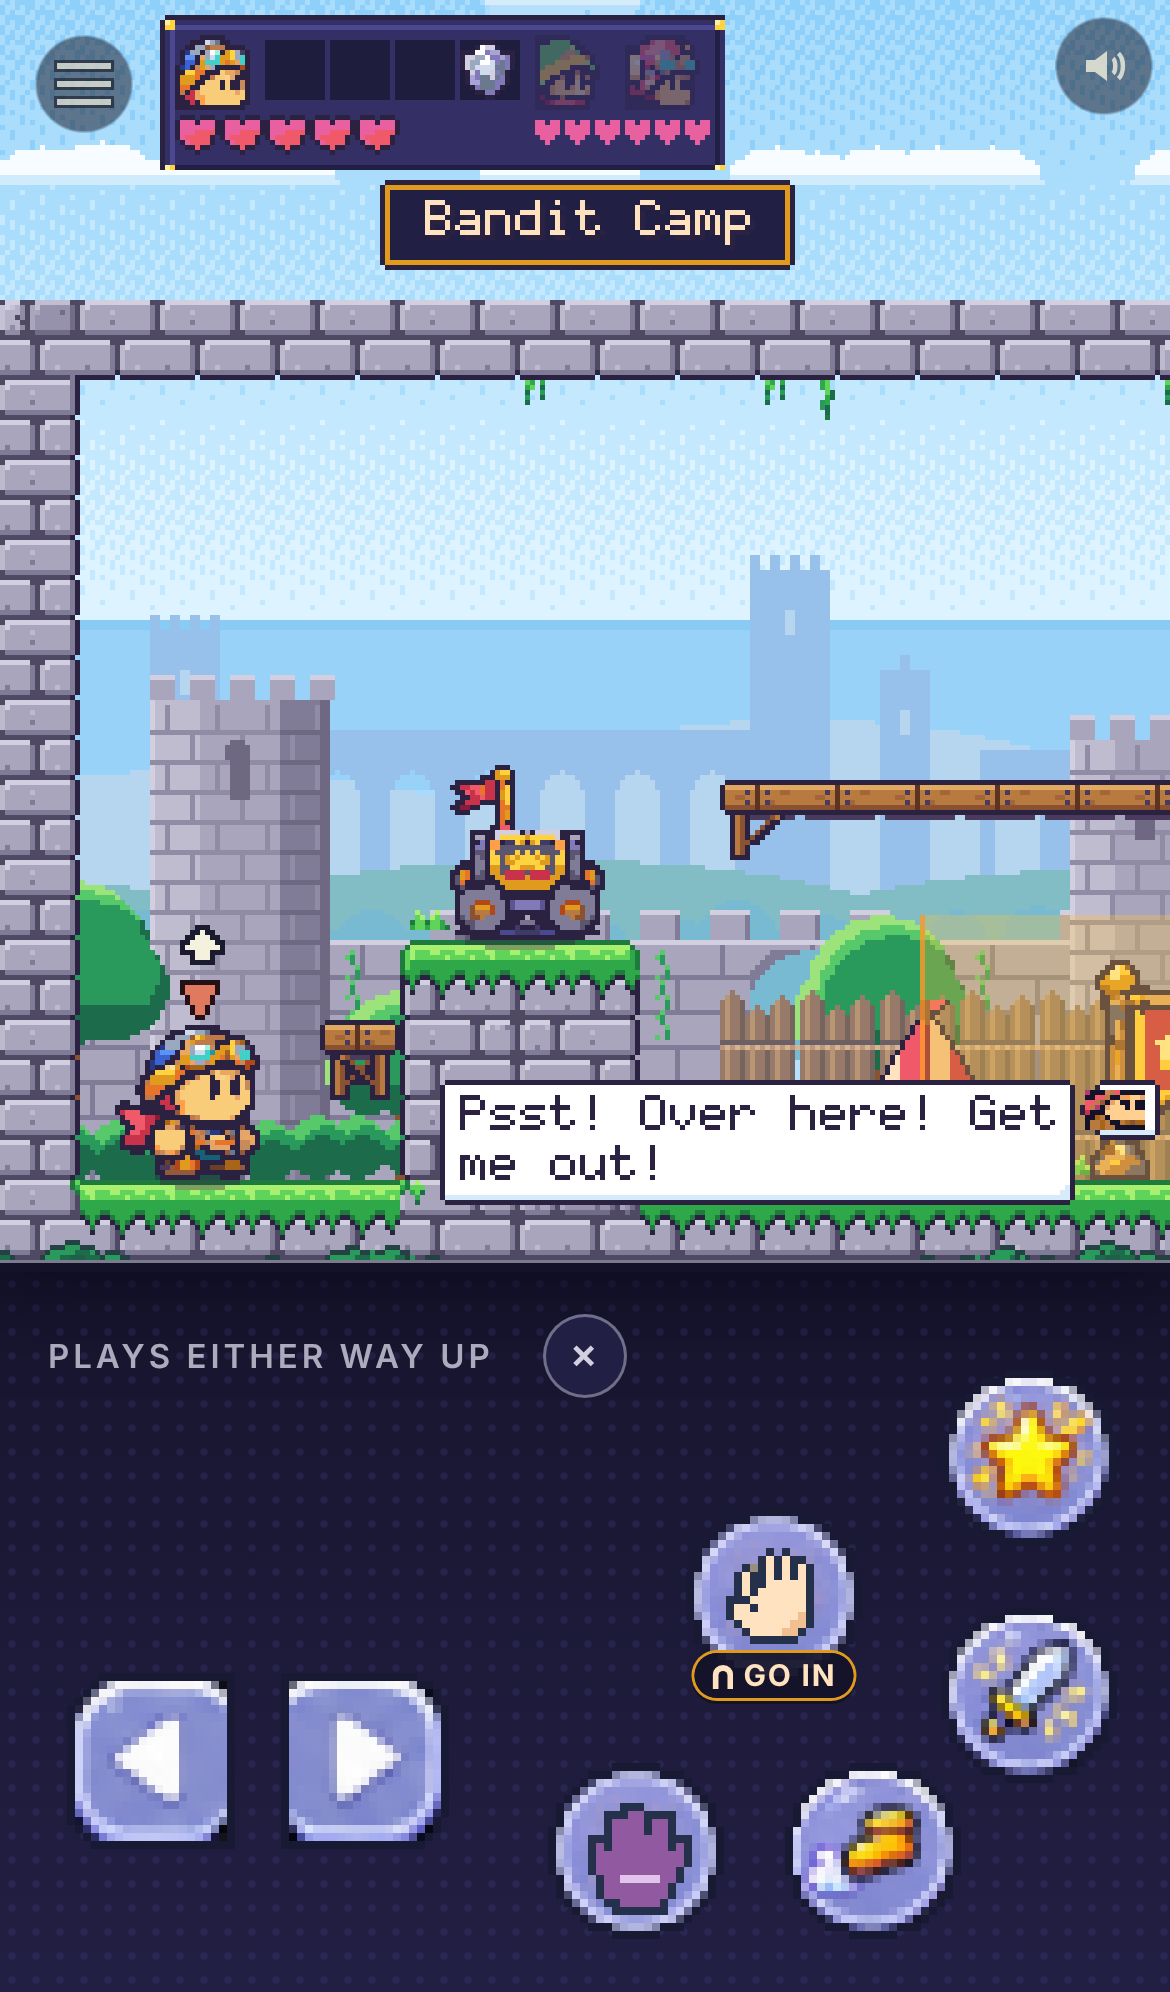 Bandit Camp
Psst! Over here! Get
me out!
PLAYS EITHER WAY UP
GO IN